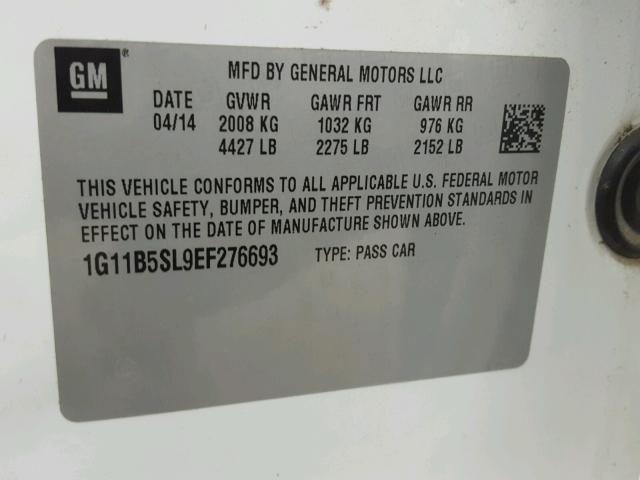 GM®
MFD BY GENERAL MOTORS LLC
DATE GVWR GAWR FRT GAWR RR
04/14 2008 KG 1032 KG 976 KG
4427 LB 2275 LB 2152 LB
THIS VEHICLE CONFORMS TO ALL APPLICABLE U.S. FEDERAL MOTOR
VEHICLE SAFETY, BUMPER, AND THEFT PREVENTION STANDARDS IN
EFFECT ON THE DATE OF MANUFACTURE SHOWN ABOVE.
1G11B5SL9EF276693 TYPE: PASS CAR